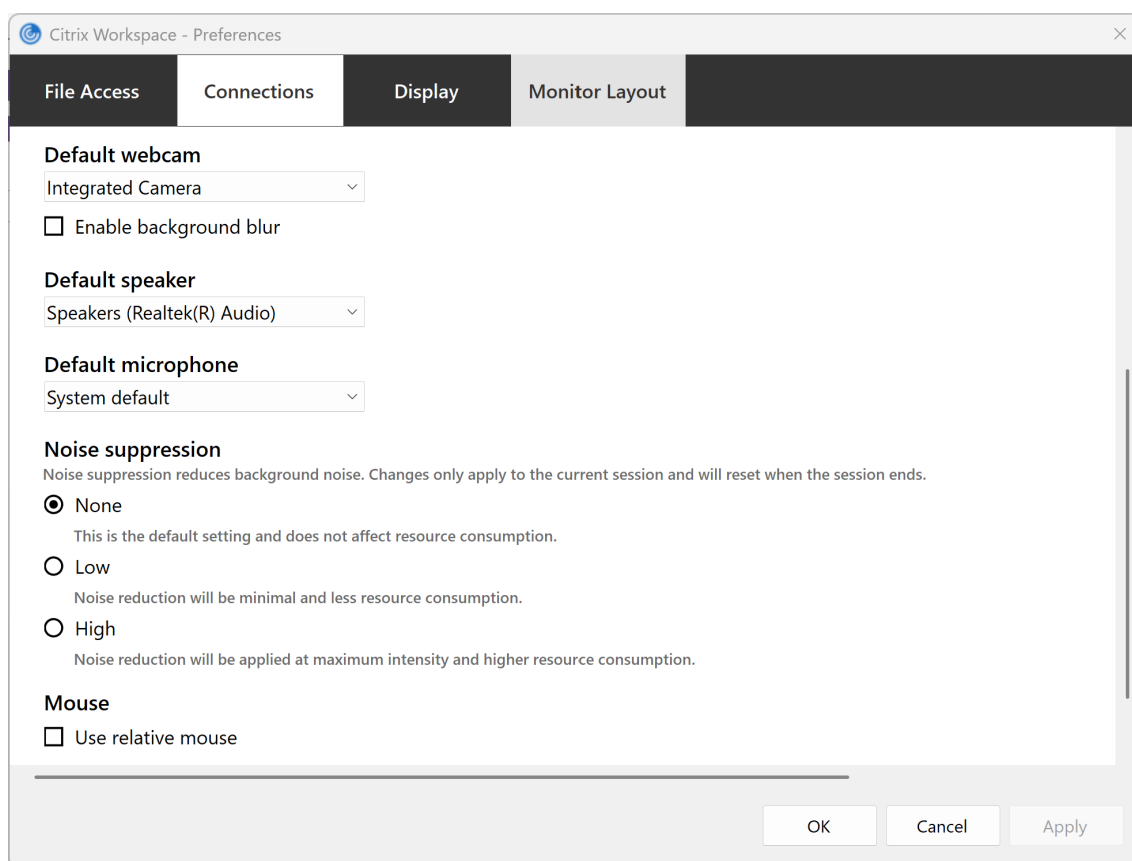 Citrix Workspace - Preferences
File Access Connections Display Monitor Layout
Default webcam
Integrated Camera
Enable background blur
Default speaker
Speakers (Realtek(R) Audio)
Default microphone
System default
Noise suppression
Noise suppression reduces background noise. Changes only apply to the current session and will reset when the session ends.
None
This is the default setting and does not affect resource consumption.
Low
Noise reduction will be minimal and less resource consumption.
High
Noise reduction will be applied at maximum intensity and higher resource consumption.
Mouse
Use relative mouse
OK Cancel Apply